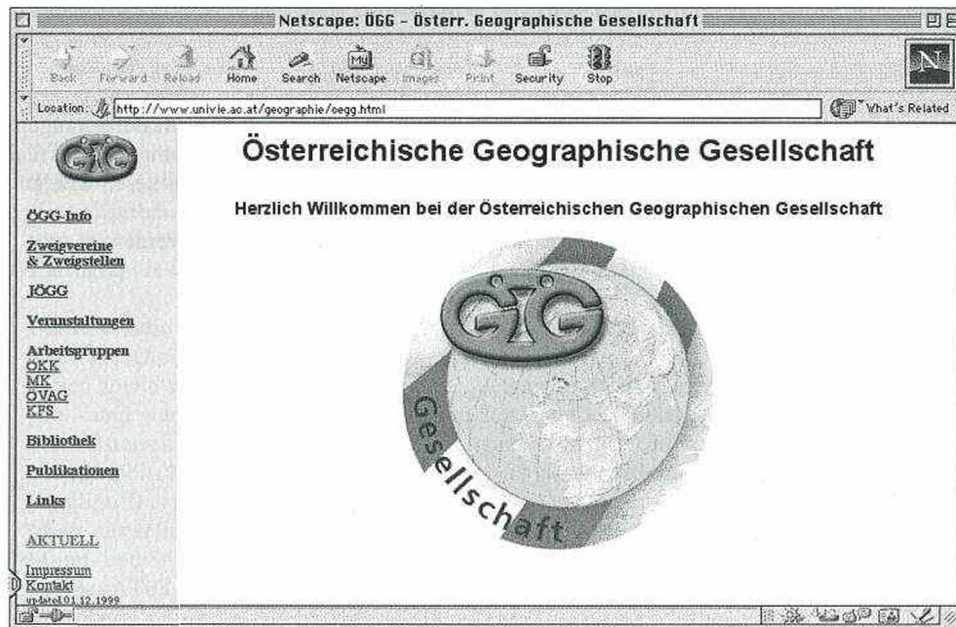 Netscape: ÖGG - Österr. Geographische Gesellschaft
Back Forward Reload Home Search Netscape Images Print Security Stop
My
N
Location: http://www.univie.ac.at/geographie/oegg.html What's Related
ÖGG-Info
Zweigvereine
& Zweigstellen
JÖGG
Veranstaltungen
Arbeitsgruppen
ÖKK
MK
ÖVAG
KFS
Bibliothek
Publikationen
Links
AKTUELL
Impressum
Kontakt
updated 01.12.1999
Österreichische Geographische Gesellschaft
Herzlich Willkommen bei der Österreichischen Geographischen Gesellschaft
Gesellschaft